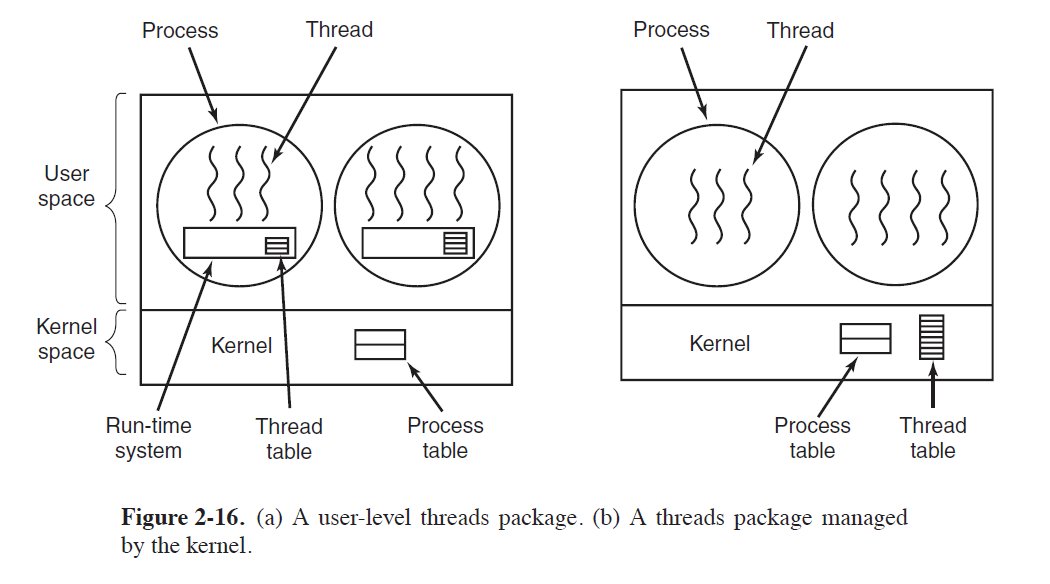 Process
Thread
Process
Thread
User
space
Kernel
space
Kernel
Kernel
Run-time
system
Thread
table
Process
table
Process
table
Thread
table
Figure 2-16. (a) A user-level threads package. (b) A threads package managed
by the kernel.